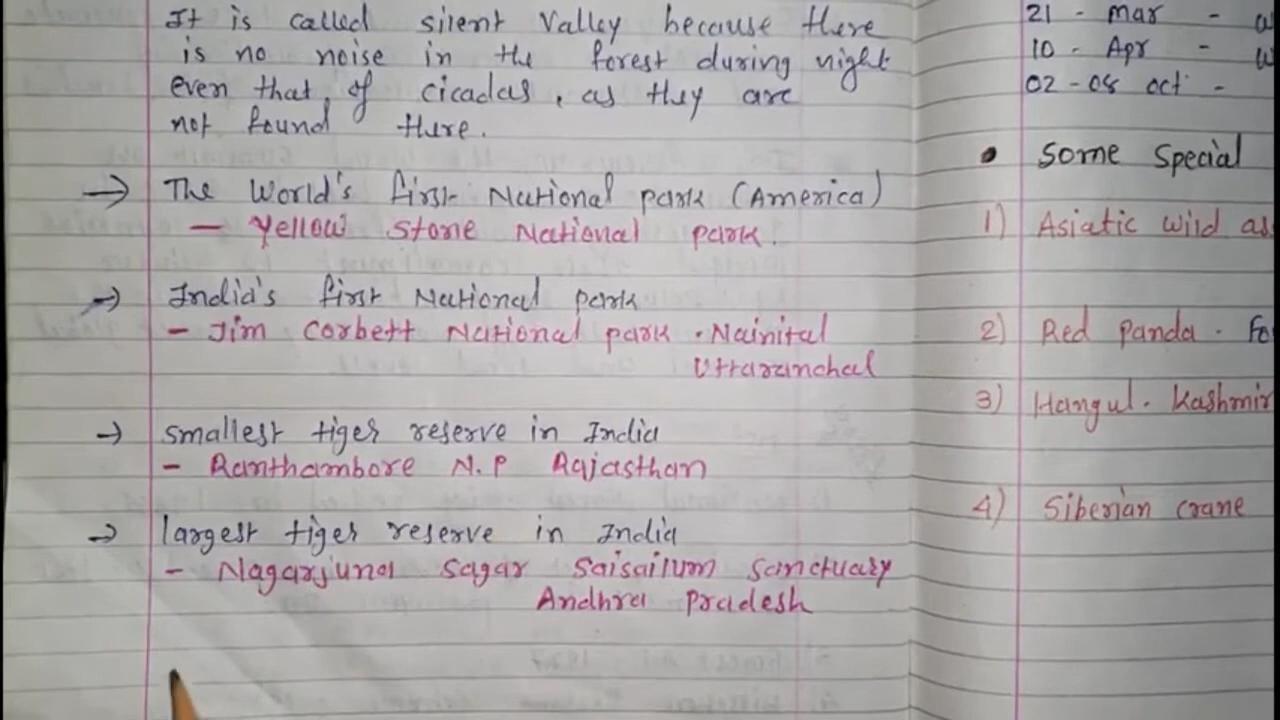 It is called silent Valley because there
is no noise in the forest during night
even that of cicadas, as they are
not found there.
→ The World's first National park (America)
- Yellow stone National park.
→ India's first National park
- Jim Corbett National park. Nainital
Uttaranchal
→ smallest tiger reserve in India
- Ranthambore N.P Rajasthan
→ largest tiger reserve in India
- Nagarjuna sagar Saisailum sanctuary
Andhra Pradesh
21 - Mar -
10 - Apr -
02-08 oct -
• Some Special
1) Asiatic wild as
2) Red Panda. Fo
3) Hangul. Kashmir
4) Siberian crane